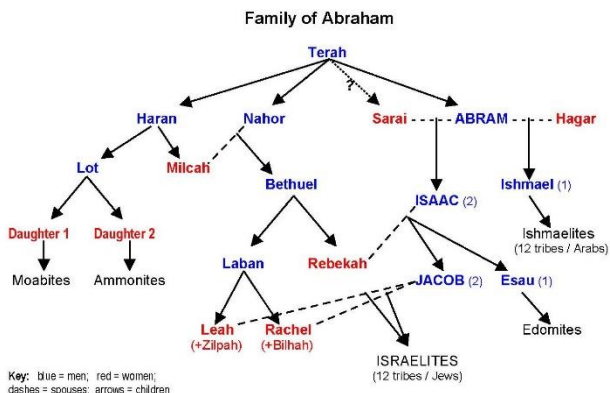 Family of Abraham
Terah
?
Haran Nahor Sarai ABRAM Hagar
Lot Milcah
Bethuel ISAAC (2) Ishmael (1)
Daughter 1 Daughter 2 Ishmaelites
(12 tribes / Arabs)
Moabites Ammonites Laban Rebekah JACOB (2) Esau (1)
Leah Rachel Edomites
(+Zilpah) (+Bilhah) ISRAELITES
(12 tribes / Jews)
Key: blue = men; red = women;
dashes = spouses; arrows = children